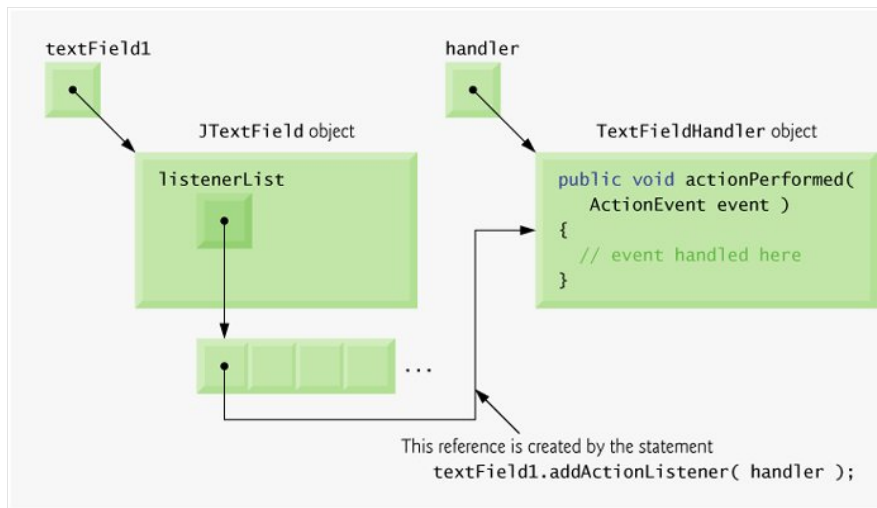 textField1
handler
JTextField object
TextFieldHandler object
listenerList
public void actionPerformed(
ActionEvent event )
{
// event handled here
}
...
This reference is created by the statement
textField1.addActionListener( handler );